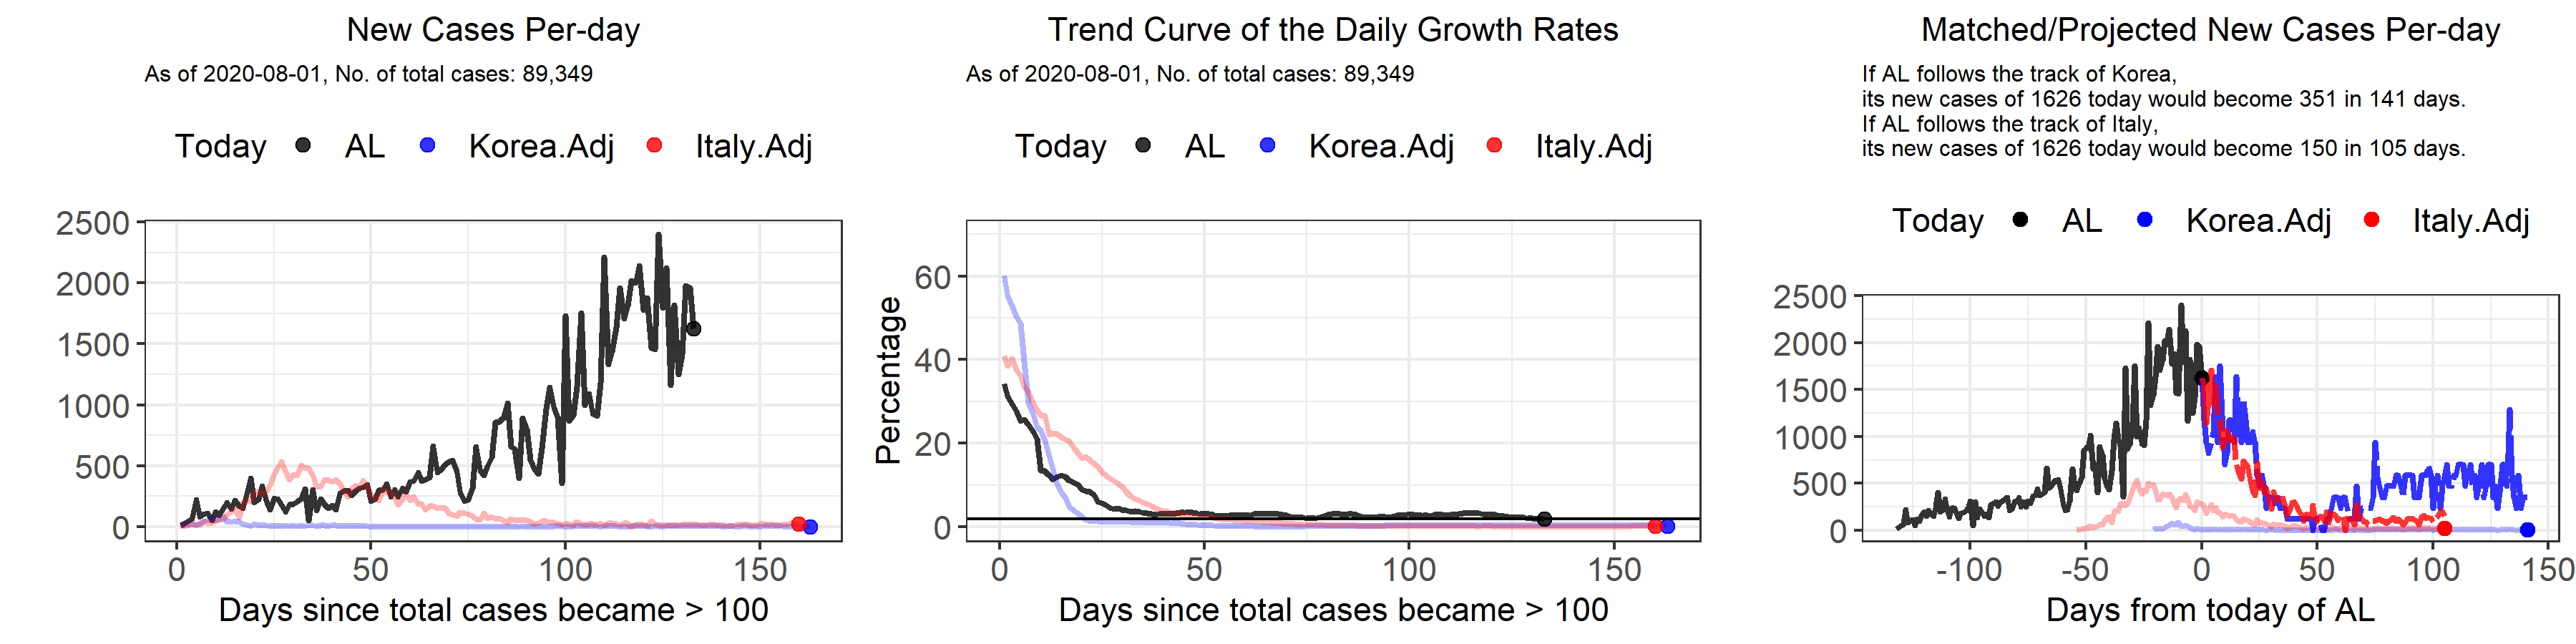 New Cases Per-day
As of 2020-08-01, No. of total cases: 89,349
Today AL Korea.Adj Italy.Adj
2500
2000
1500
1000
500
0
0 50 100 150
Days since total cases became > 100
Trend Curve of the Daily Growth Rates
As of 2020-08-01, No. of total cases: 89,349
Today AL Korea.Adj Italy.Adj
Percentage
60
40
20
0
0 50 100 150
Days since total cases became > 100
Matched/Projected New Cases Per-day
If AL follows the track of Korea,
its new cases of 1626 today would become 351 in 141 days.
If AL follows the track of Italy,
its new cases of 1626 today would become 150 in 105 days.
Today AL Korea.Adj Italy.Adj
2500
2000
1500
1000
500
0
-100 -50 0 50 100 150
Days from today of AL